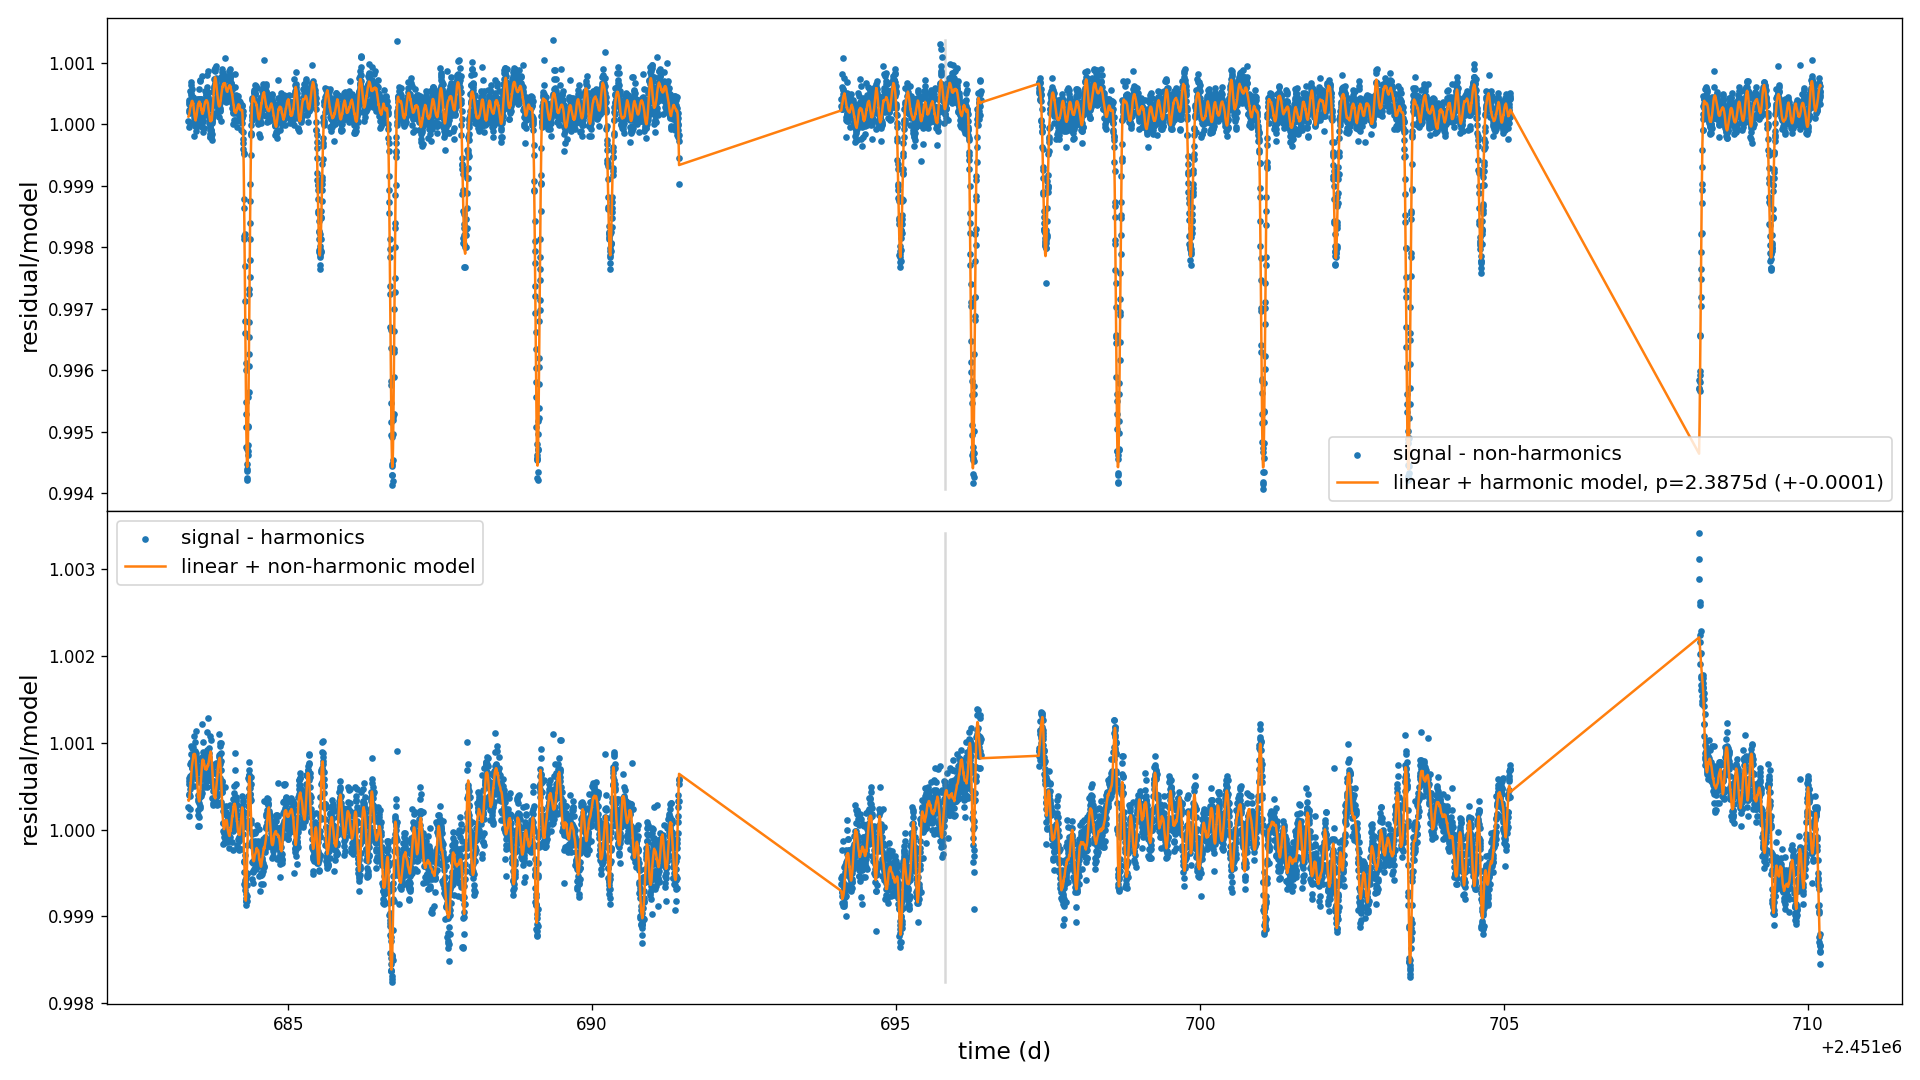 1.001
1.000
0.999
0.998
0.997
0.996
0.995
0.994
residual/model
signal - non-harmonics
linear + harmonic model, p=2.3875d (+-0.0001)
signal - harmonics
linear + non-harmonic model
1.003
1.002
1.001
1.000
0.999
0.998
residual/model
685
690
695
700
705
710
time (d)
+2.451e6